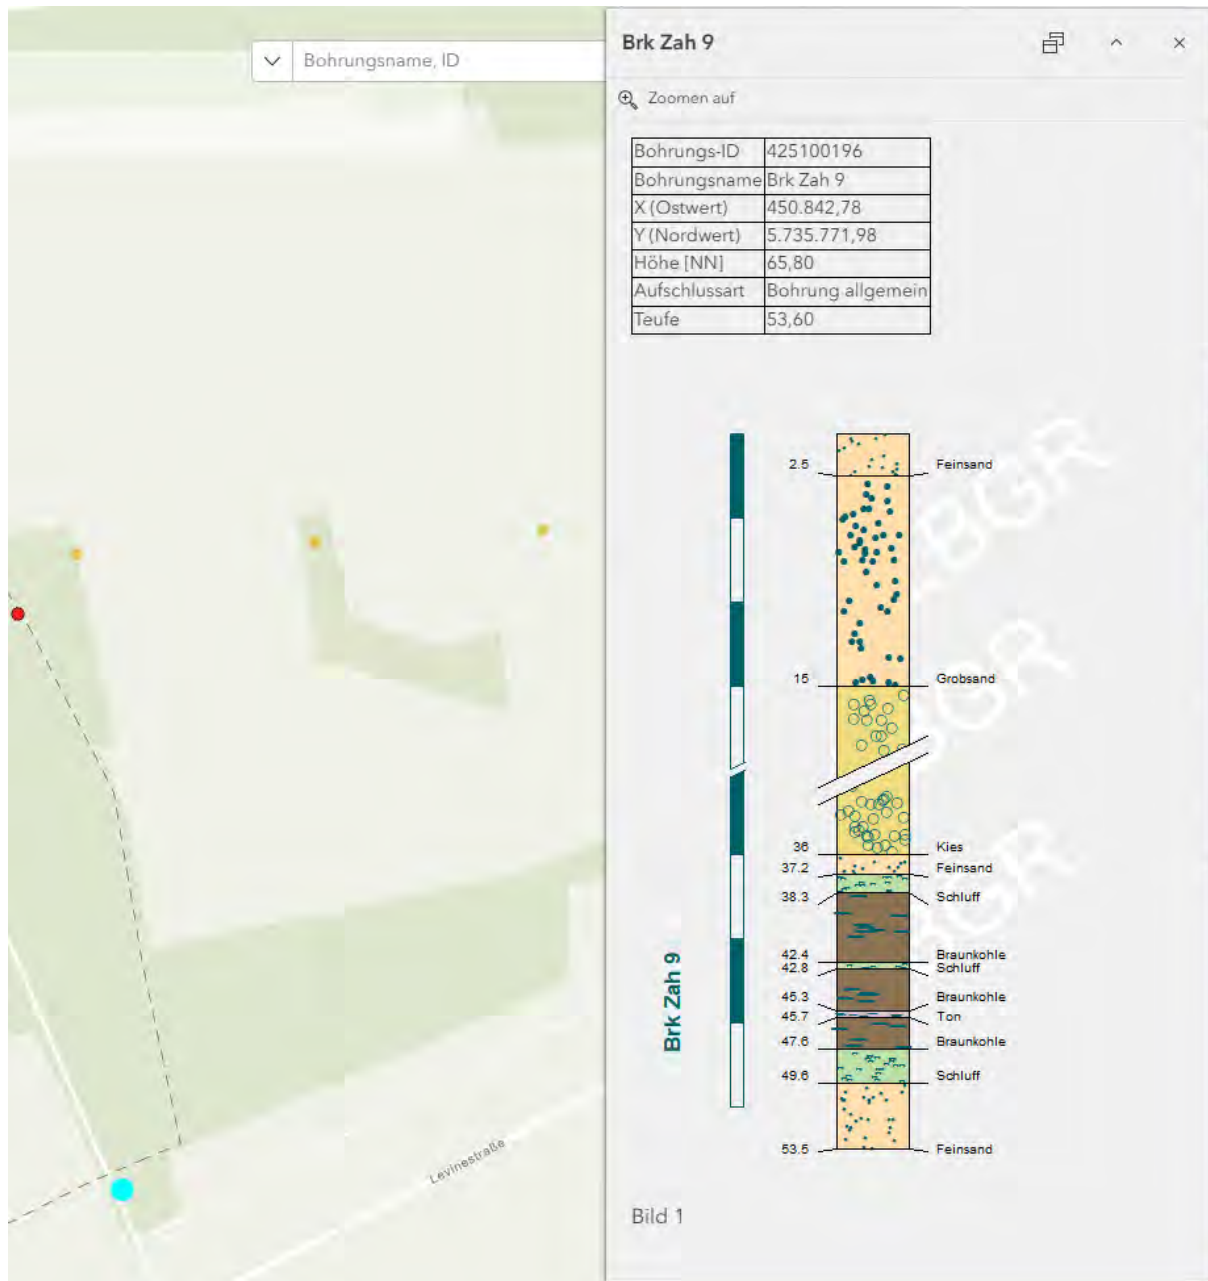 Bohrungsname, ID
Levinestraße
Brk Zah 9
Zoomen auf
Bohrungs-ID 425100196
Bohrungsname Brk Zah 9
X (Ostwert) 450.842,78
Y (Nordwert) 5.735.771,98
Höhe [NN] 65,80
Aufschlussart Bohrung allgemein
Teufe 53,60
2.5 Feinsand
15 Grobsand
36 Kies
37.2 Feinsand
38.3 Schluff
42.4 Braunkohle
42.8 Schluff
45.3 Braunkohle
45.7 Ton
47.6 Braunkohle
49.6 Schluff
53.5 Feinsand
Brk Zah 9
BGR
BGR
BGR
Bild 1